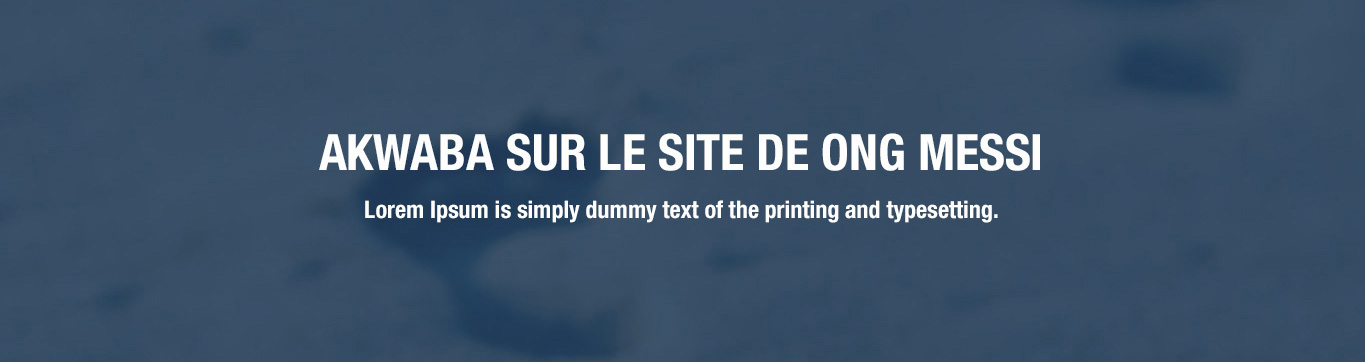 AKWABA SUR LE SITE DE ONG MESSI
Lorem Ipsum is simply dummy text of the printing and typesetting.